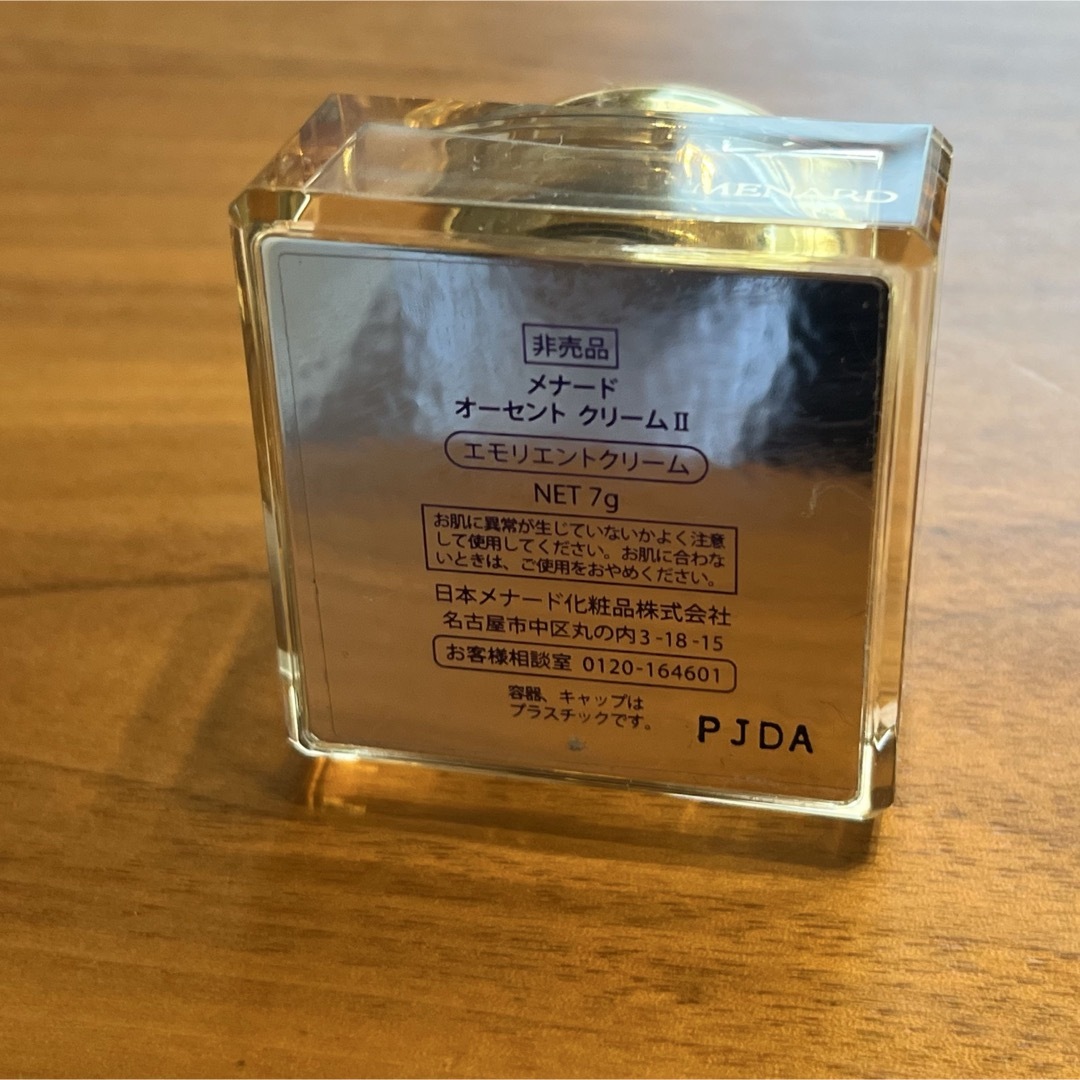 MENARD
非売品
メナード
オーセント クリームⅡ
エモリエントクリーム
NET 7g
お肌に異常が生じていないかよく注意
して使用してください。お肌に合わな
いときは、ご使用をおやめください。
日本メナード化粧品株式会社
名古屋市中区丸の内3-18-15
お客様相談室 0120-164601
容器、キャップは
プラスチックです。
PJDA